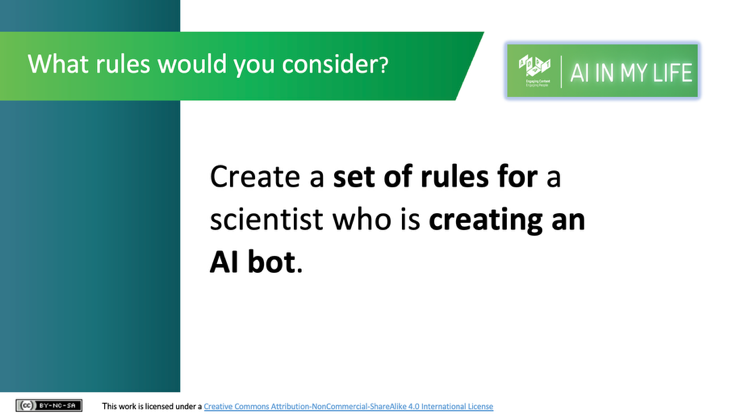 What rules would you consider?
AI IN MY LIFE
Create a set of rules for a
scientist who is creating an
AI bot.
BY-NC-SA
This work is licensed under a Creative Commons Attribution-NonCommercial-ShareAlike 4.0 International License